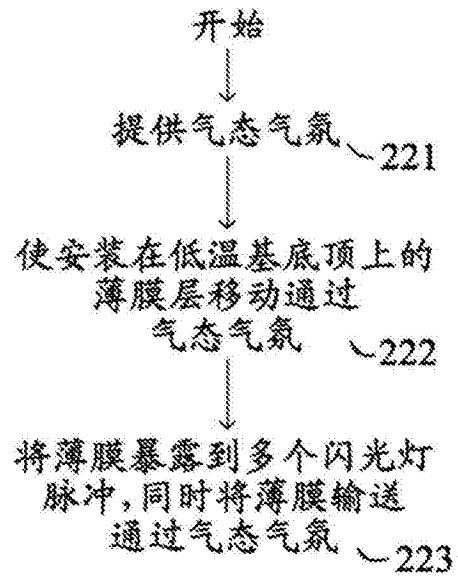 开始
提供气态气氛 221
使安装在低温基底顶上的
薄膜层移动通过
气态气氛 222
将薄膜暴露到多个闪光灯
脉冲,同时将薄膜输送
通过气态气氛 223